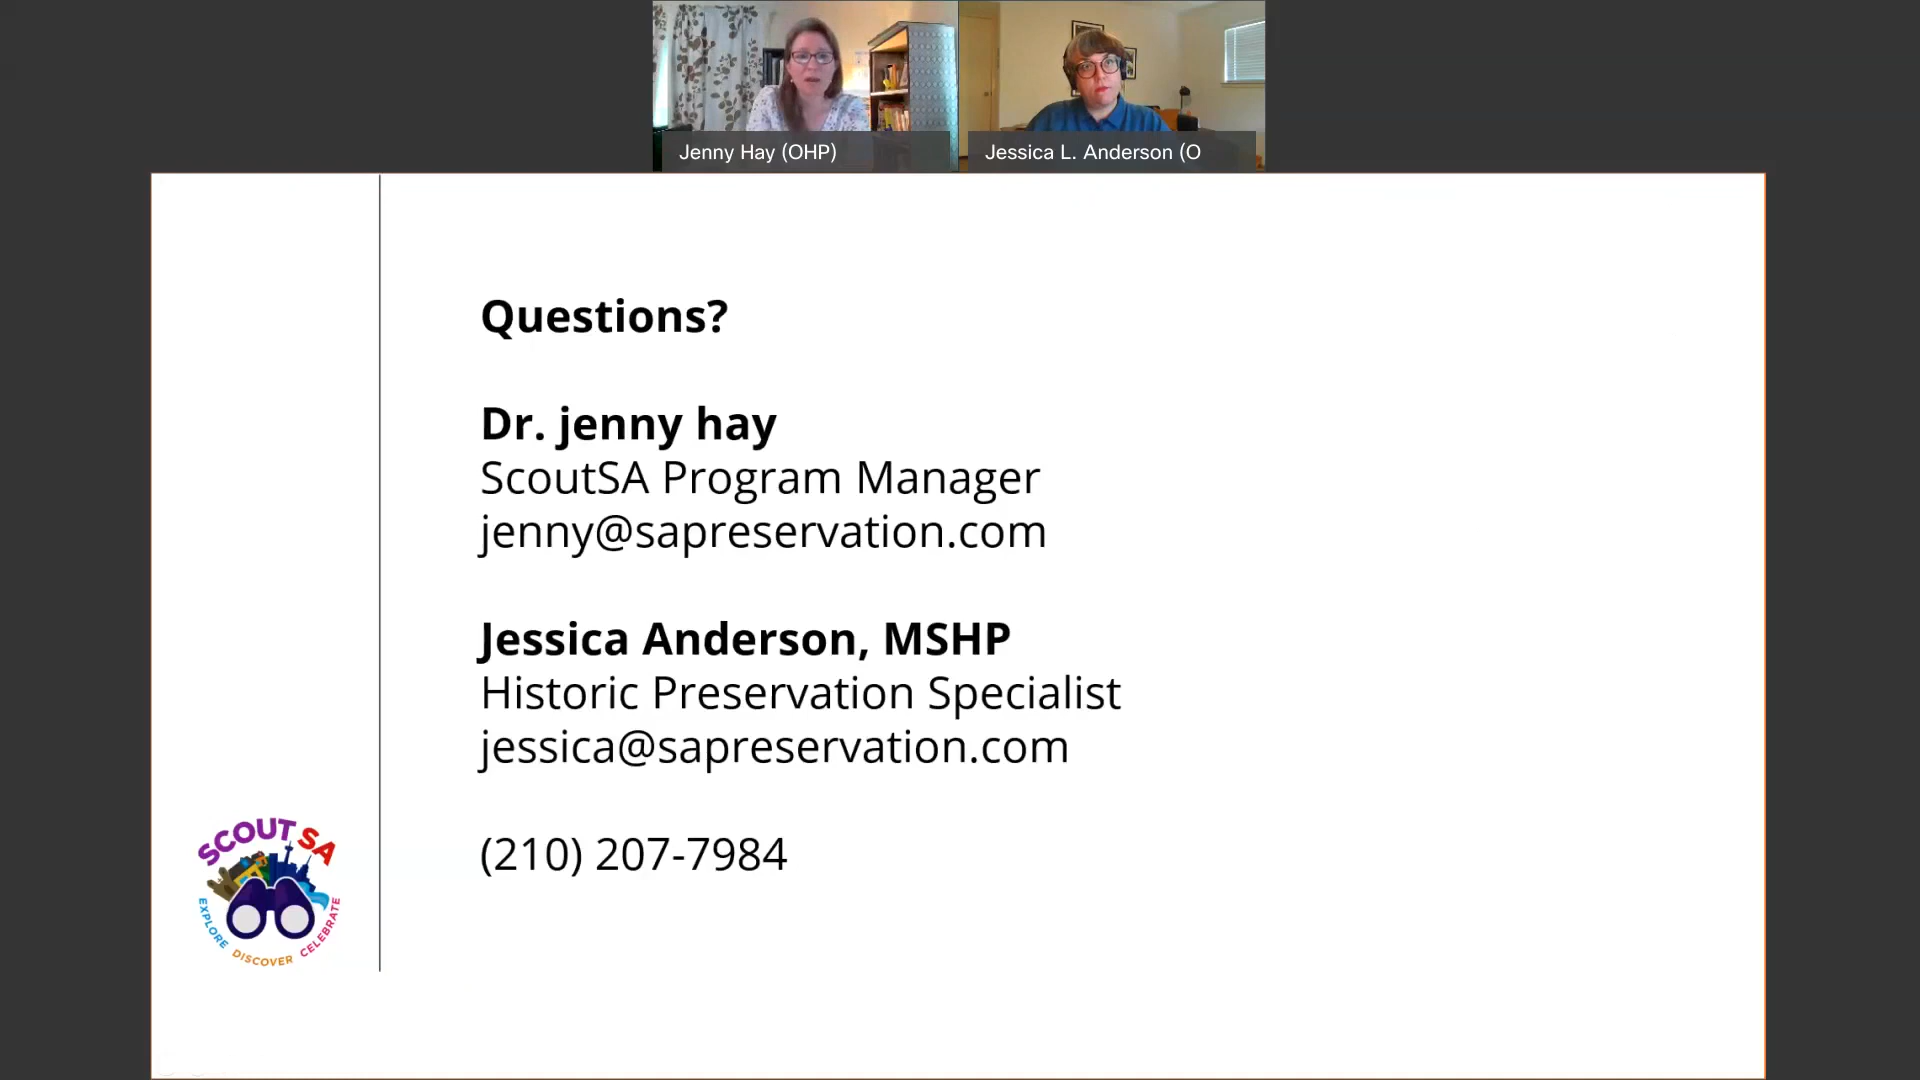 Jenny Hay (OHP)
Jessica L. Anderson (O
Questions?
Dr. jenny hay
ScoutSA Program Manager
jenny@sapreservation.com
Jessica Anderson, MSHP
Historic Preservation Specialist
jessica@sapreservation.com
(210) 207-7984
SCOUT SA
EXPLORE DISCOVER CELEBRATE